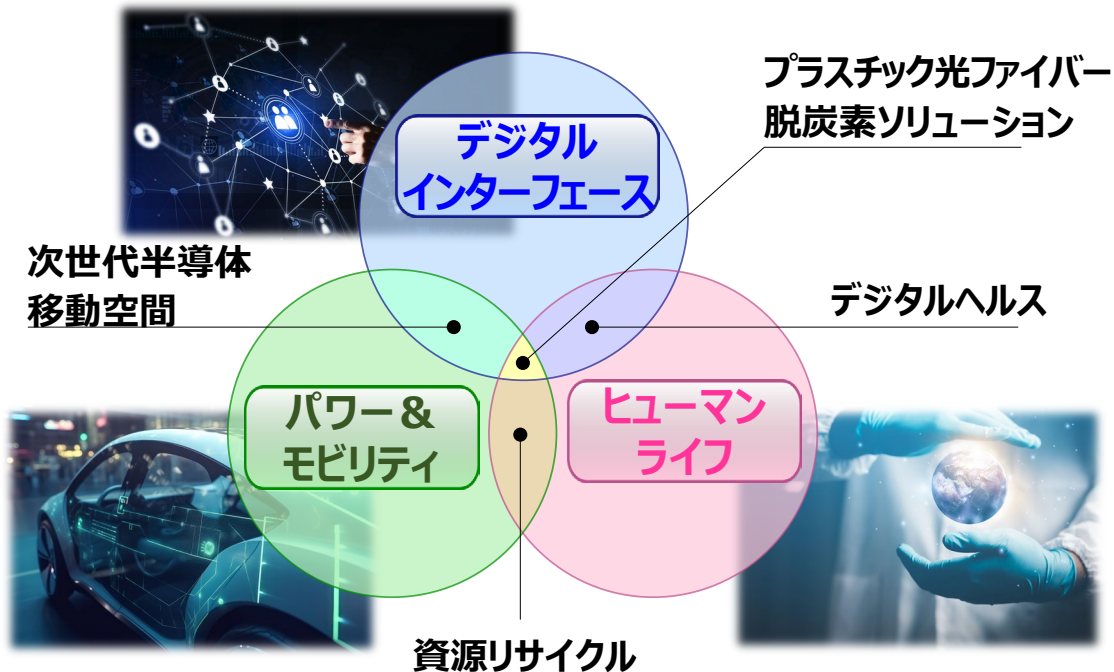 プラスチック光ファイバー
脱炭素ソリューション
デジタル
インターフェース
次世代半導体
移動空間
デジタルヘルス
パワー&
モビリティ
ヒューマン
ライフ
資源リサイクル